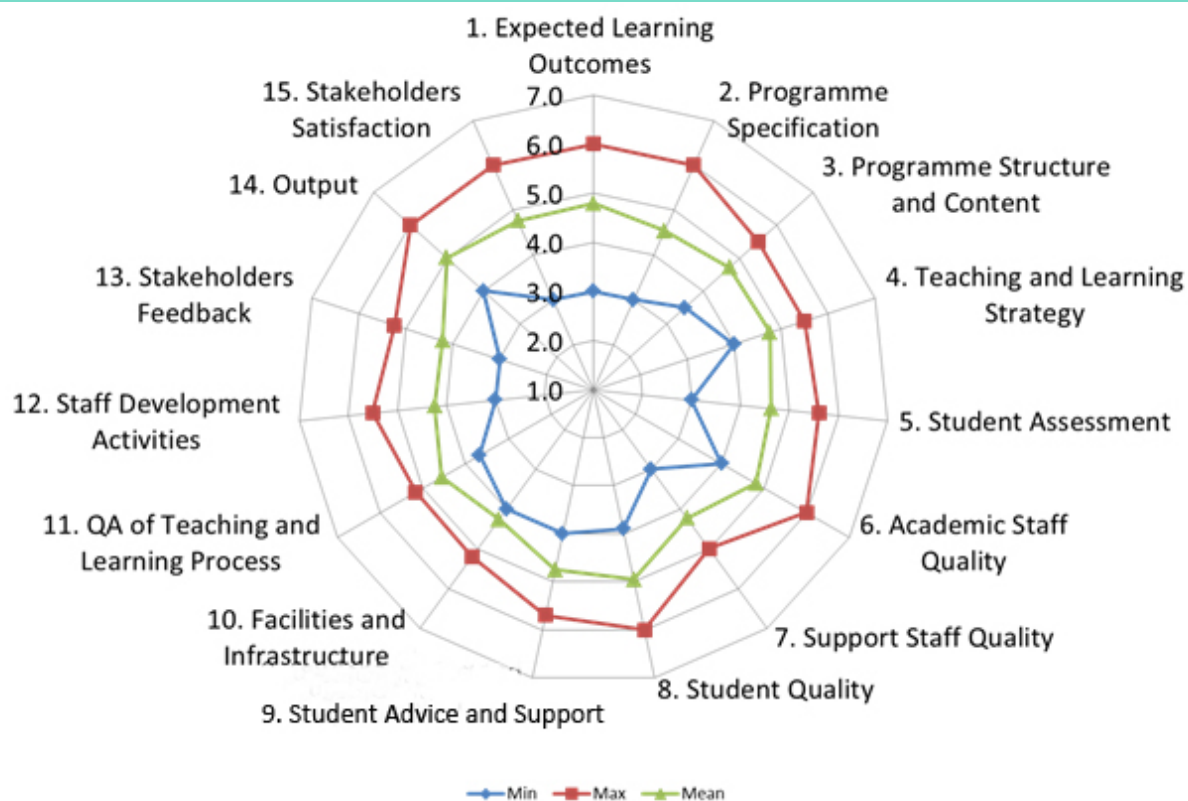 1. Expected Learning
Outcomes
2. Programme
Specification
3. Programme Structure
and Content
4. Teaching and Learning
Strategy
5. Student Assessment
6. Academic Staff
Quality
7. Support Staff Quality
8. Student Quality
9. Student Advice and Support
10. Facilities and
Infrastructure
11. QA of Teaching and
Learning Process
12. Staff Development
Activities
13. Stakeholders
Feedback
14. Output
15. Stakeholders
Satisfaction
7.0
6.0
5.0
4.0
3.0
2.0
1.0
Min Max Mean